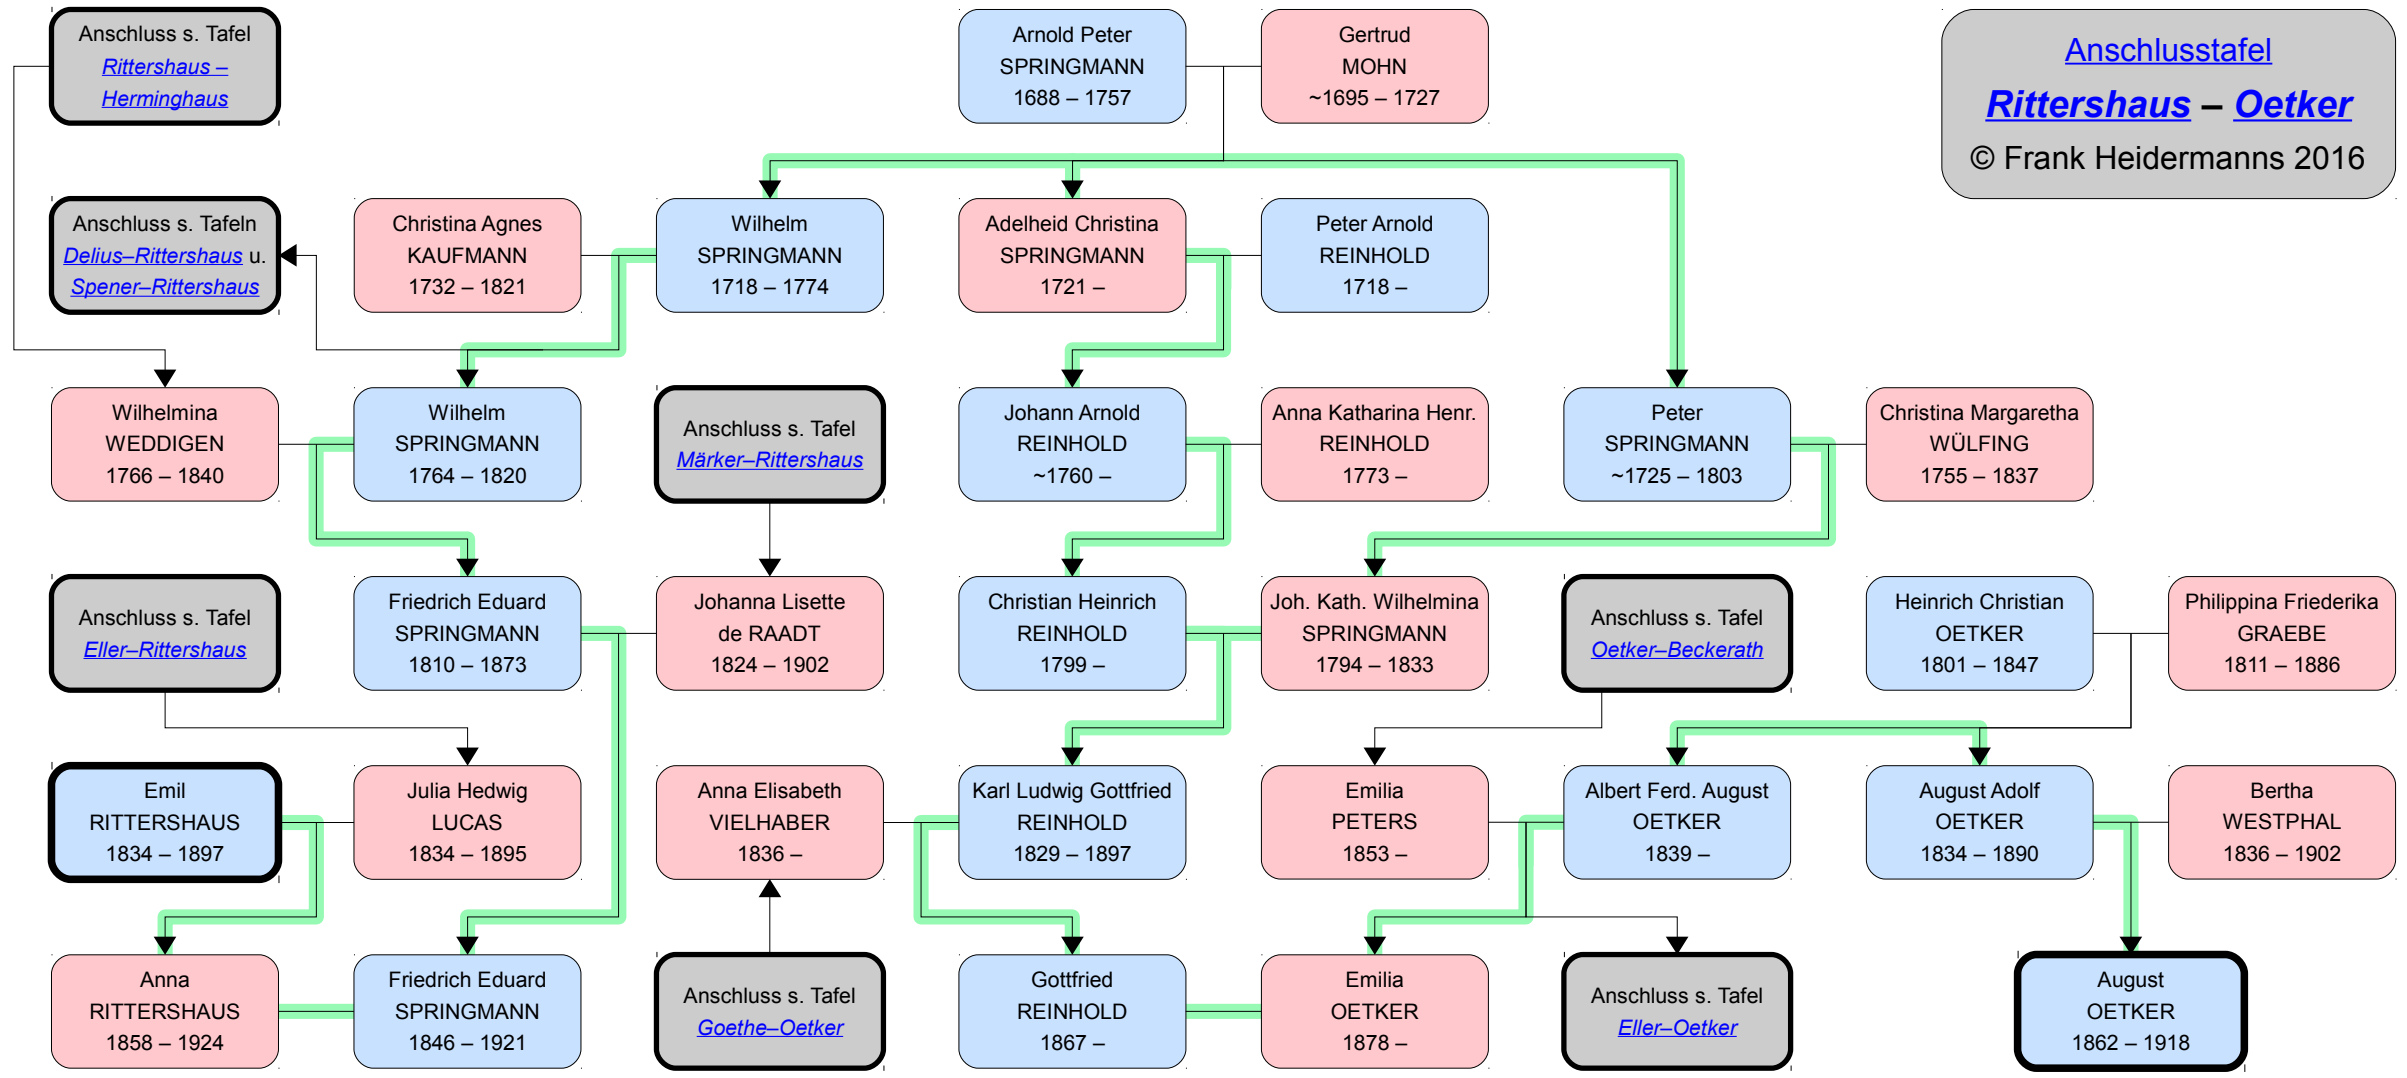 Anschluss s. Tafel
Rittershaus –
Herminghaus
Arnold Peter
SPRINGMANN
1688 – 1757
Gertrud
MOHN
~1695 – 1727
Anschlusstafel
Rittershaus – Oetker
© Frank Heidermanns 2016
Anschluss s. Tafeln
Delius–Rittershaus u.
Spener–Rittershaus
Christina Agnes
KAUFMANN
1732 – 1821
Wilhelm
SPRINGMANN
1718 – 1774
Adelheid Christina
SPRINGMANN
1721 –
Peter Arnold
REINHOLD
1718 –
Wilhelmina
WEDDIGEN
1766 – 1840
Wilhelm
SPRINGMANN
1764 – 1820
Anschluss s. Tafel
Märker–Rittershaus
Johann Arnold
REINHOLD
~1760 –
Anna Katharina Henr.
REINHOLD
1773 –
Peter
SPRINGMANN
~1725 – 1803
Christina Margaretha
WÜLFING
1755 – 1837
Anschluss s. Tafel
Eller–Rittershaus
Friedrich Eduard
SPRINGMANN
1810 – 1873
Johanna Lisette
de RAADT
1824 – 1902
Christian Heinrich
REINHOLD
1799 –
Joh. Kath. Wilhelmina
SPRINGMANN
1794 – 1833
Anschluss s. Tafel
Oetker–Beckerath
Heinrich Christian
OETKER
1801 – 1847
Philippina Friederika
GRAEBE
1811 – 1886
Emil
RITTERSHAUS
1834 – 1897
Julia Hedwig
LUCAS
1834 – 1895
Anna Elisabeth
VIELHABER
1836 –
Karl Ludwig Gottfried
REINHOLD
1829 – 1897
Emilia
PETERS
1853 –
Albert Ferd. August
OETKER
1839 –
August Adolf
OETKER
1834 – 1890
Bertha
WESTPHAL
1836 – 1902
Anna
RITTERSHAUS
1858 – 1924
Friedrich Eduard
SPRINGMANN
1846 – 1921
Anschluss s. Tafel
Goethe–Oetker
Gottfried
REINHOLD
1867 –
Emilia
OETKER
1878 –
Anschluss s. Tafel
Eller–Oetker
August
OETKER
1862 – 1918